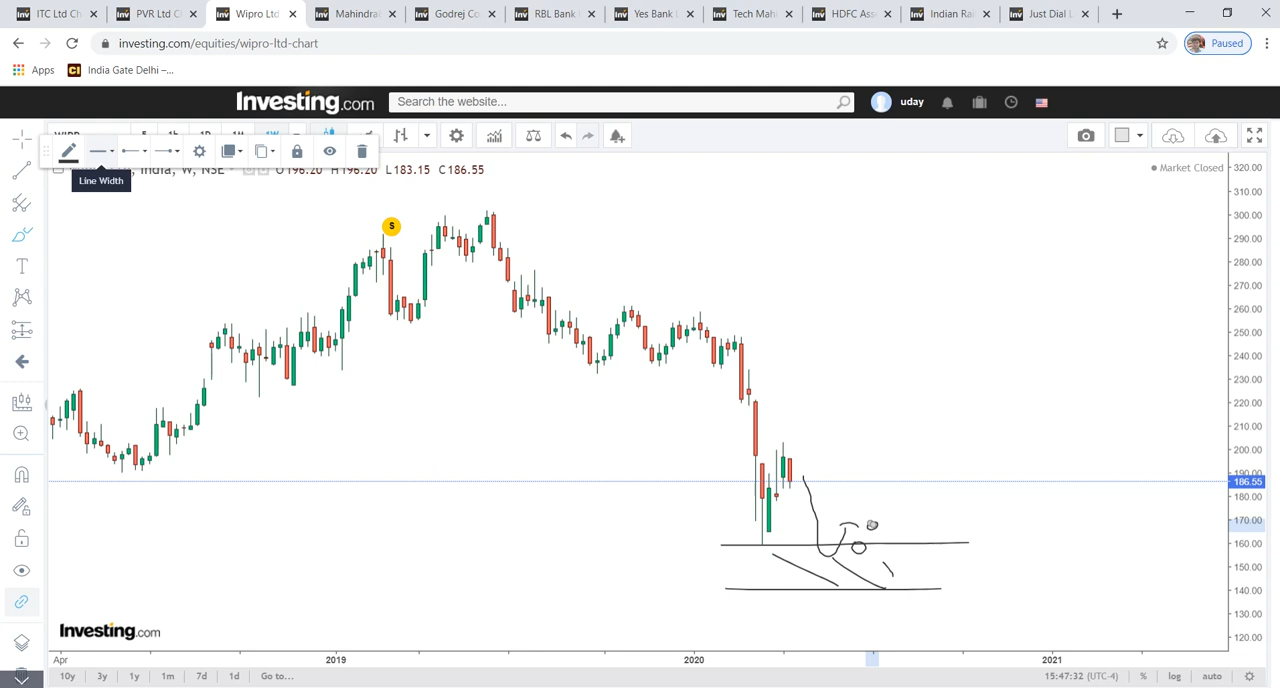 ITC Ltd Ch PVR Ltd C Wipro Ltd Mahindra Godrej Co RBL Bank Yes Bank L Tech Mah HDFC Ass Indian Rai Just Dial L
investing.com/equities/wipro-ltd-chart Paused
Apps India Gate Delhi –...
Investing.com Search the website... uday
Line Width
India, W, NSE O196.20 H196.20 L183.15 C186.55 Market Closed
$
320.00
310.00
300.00
290.00
280.00
270.00
260.00
250.00
240.00
230.00
220.00
210.00
200.00
190.00
186.55
180.00
170.00
160.00
150.00
140.00
130.00
120.00
Investing.com
Apr 2019 2020 2021
10y 3y 1y 1m 7d 1d Go to... 15:47:32 (UTC-4) % log auto